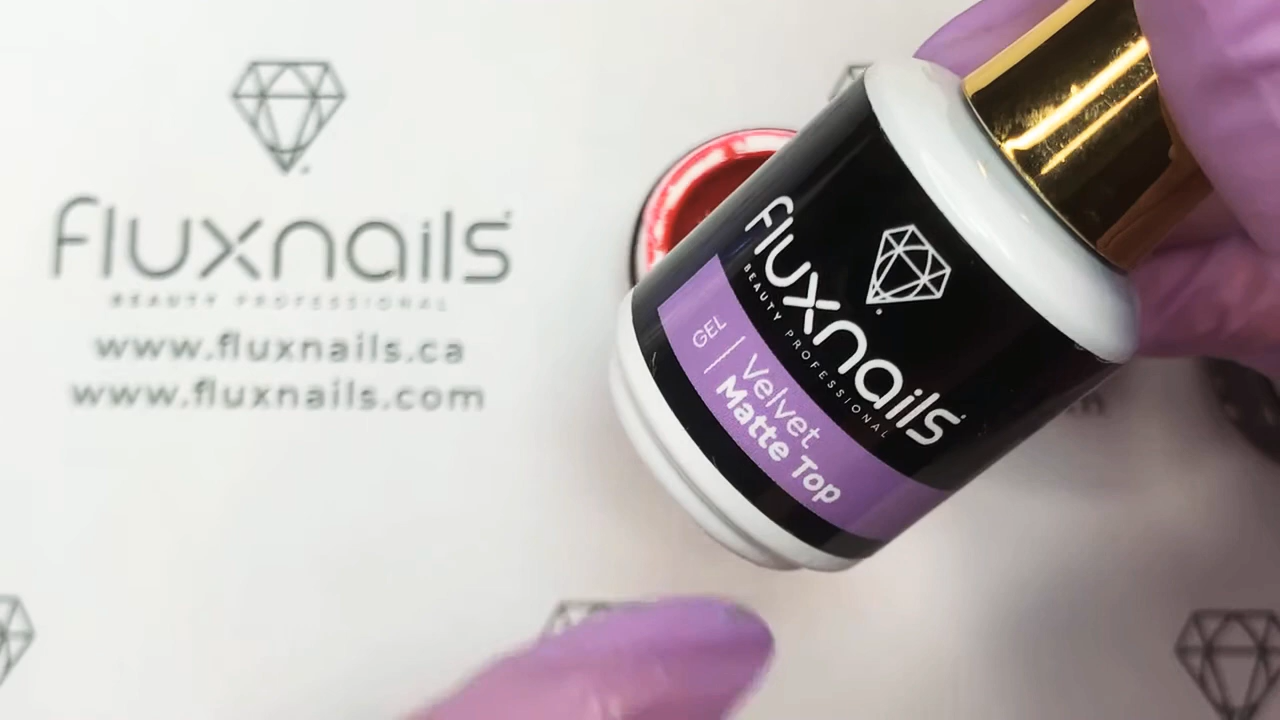 fluxnails
BEAUTY PROFESSIONAL
www.fluxnails.ca
www.fluxnails.com
fluxnails
BEAUTY PROFESSIONAL
GEL
Velvet
Matte Top